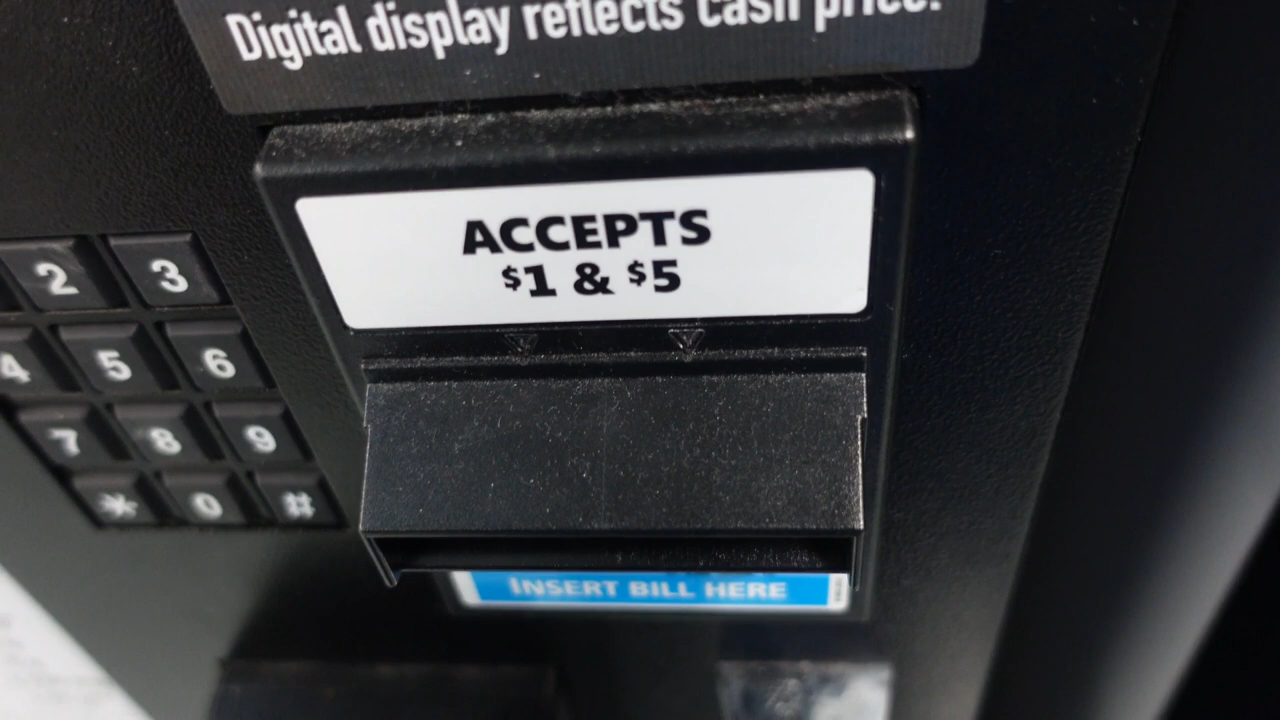 Digital display reflects cash price.
ACCEPTS
$1 & $5
2 3
4 5 6
7 8 9
* 0 #
INSERT BILL HERE